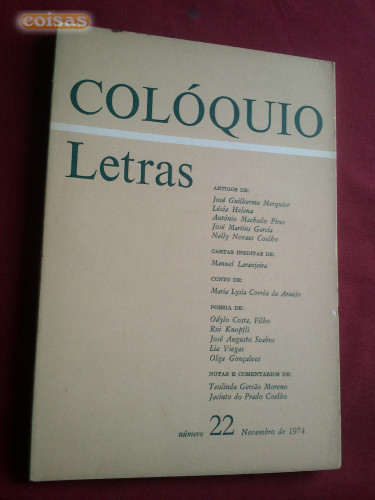 coisas
COLÓQUIO
Letras
ARTIGOS DE:
José Guilherme Merquior
Lúcia Helena
António Machado Pires
José Martins Garcia
Nelly Novaes Coelho
CARTAS INÉDITAS DE:
Manuel Laranjeira
CONTO DE:
Maria Lysia Corrêa de Araújo
POESIA DE:
Odylo Costa, Filho
Rui Knopfli
José Augusto Seabra
Lia Viegas
Olga Gonçalves
NOTAS E COMENTÁRIOS DE:
Teolinda Gersão Moreno
Jacinto do Prado Coelho
número 22 Novembro de 1974